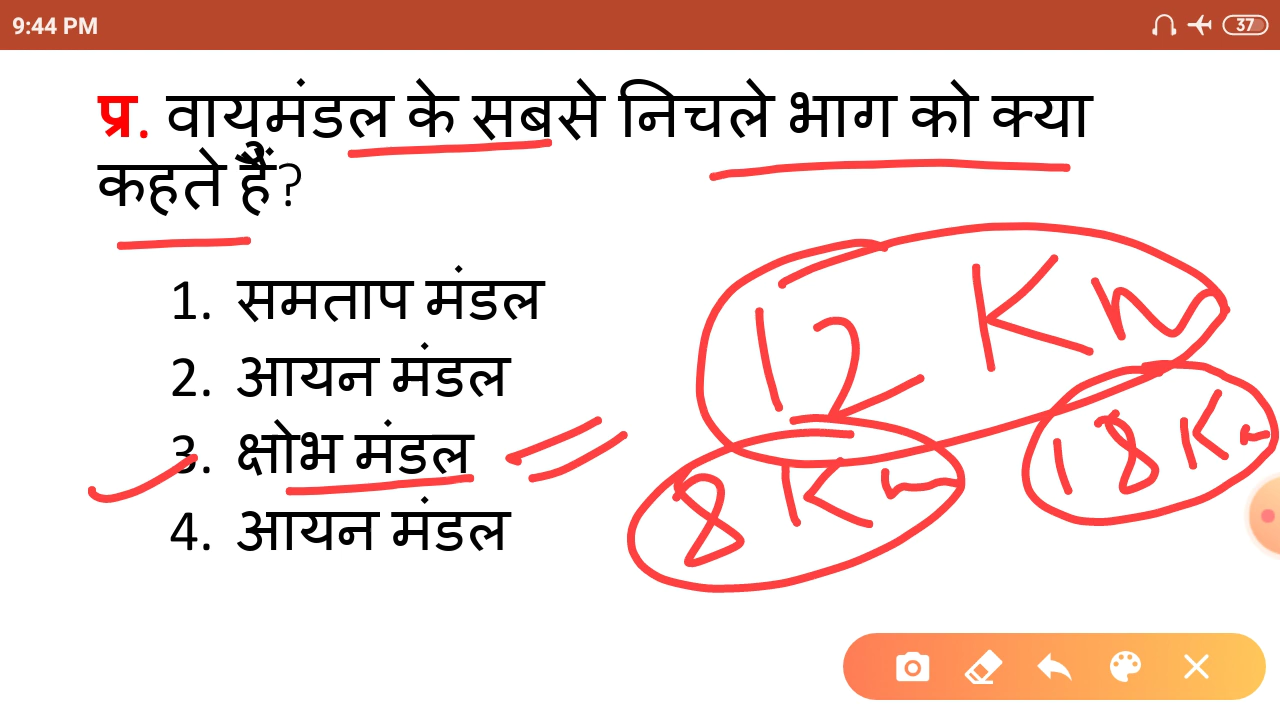 9:44 PM
37
प्र. वायुमंडल के सबसे निचले भाग को क्या
कहते हैं?
1. समताप मंडल
2. आयन मंडल
3. क्षोभ मंडल
4. आयन मंडल
12 Km
8 Km
18 Km